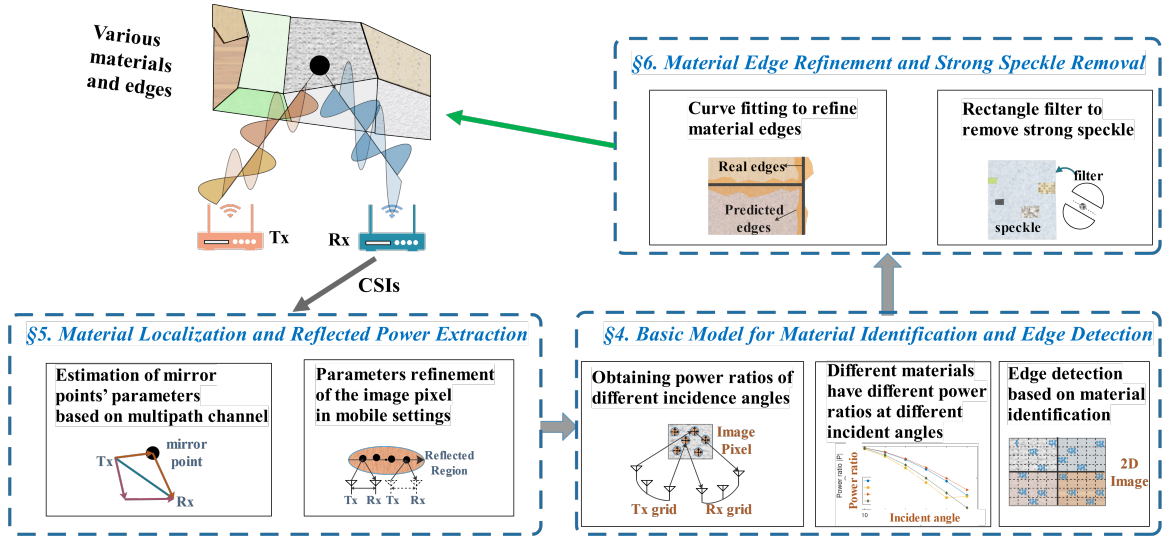 Various
materials
and edges
Tx
Rx
CSIs
§6. Material Edge Refinement and Strong Speckle Removal
Curve fitting to refine
material edges
Real edges
Predicted
edges
Rectangle filter to
remove strong speckle
filter
speckle
§5. Material Localization and Reflected Power Extraction
Estimation of mirror
points' parameters
based on multipath channel
mirror
point
Tx
Rx
Parameters refinement
of the image pixel
in mobile settings
Reflected
Region
Tx Rx Tx Rx
§4. Basic Model for Material Identification and Edge Detection
Obtaining power ratios of
different incidence angles
Image
Pixel
Tx grid
Rx grid
Different materials
have different power
ratios at different
incident angles
Power ratio (P)
Power ratio
10
Incident angle
Edge detection
based on material
identification
2D
Image